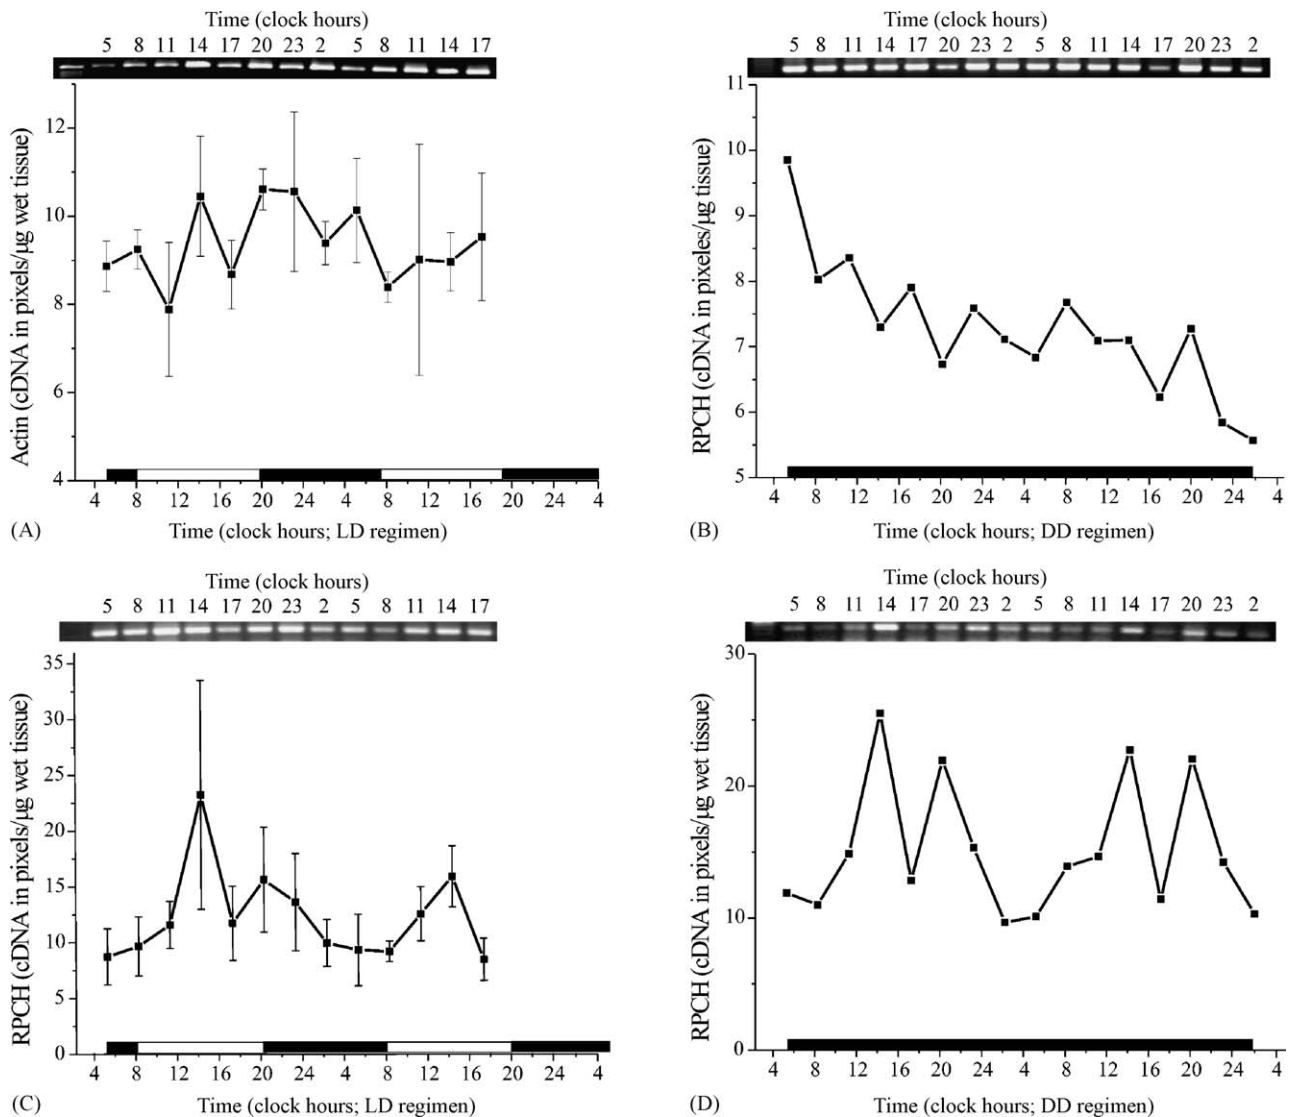 Time (clock hours)
5 8 11 14 17 20 23 2 5 8 11 14 17
12
10
8
6
4
Actin (cDNA in pixels/µg wet tissue)
4 8 12 16 20 24 4 8 12 16 20 24 4
(A) Time (clock hours; LD regimen)
Time (clock hours)
5 8 11 14 17 20 23 2 5 8 11 14 17 20 23 2
11
10
9
8
7
6
5
RPCH (cDNA in pixeles/µg tissue)
4 8 12 16 20 24 4 8 12 16 20 24 4
(B) Time (clock hours; DD regimen)
Time (clock hours)
5 8 11 14 17 20 23 2 5 8 11 14 17
35
30
25
20
15
10
5
0
RPCH (cDNA in pixels/µg wet tissue)
4 8 12 16 20 24 4 8 12 16 20 24 4
(C) Time (clock hours; LD regimen)
Time (clock hours)
5 8 11 14 17 20 23 2 5 8 11 14 17 20 23 2
30
20
10
0
RPCH (cDNA in pixels/µg wet tissue)
4 8 12 16 20 24 4 8 12 16 20 24 4
(D) Time (clock hours; DD regimen)